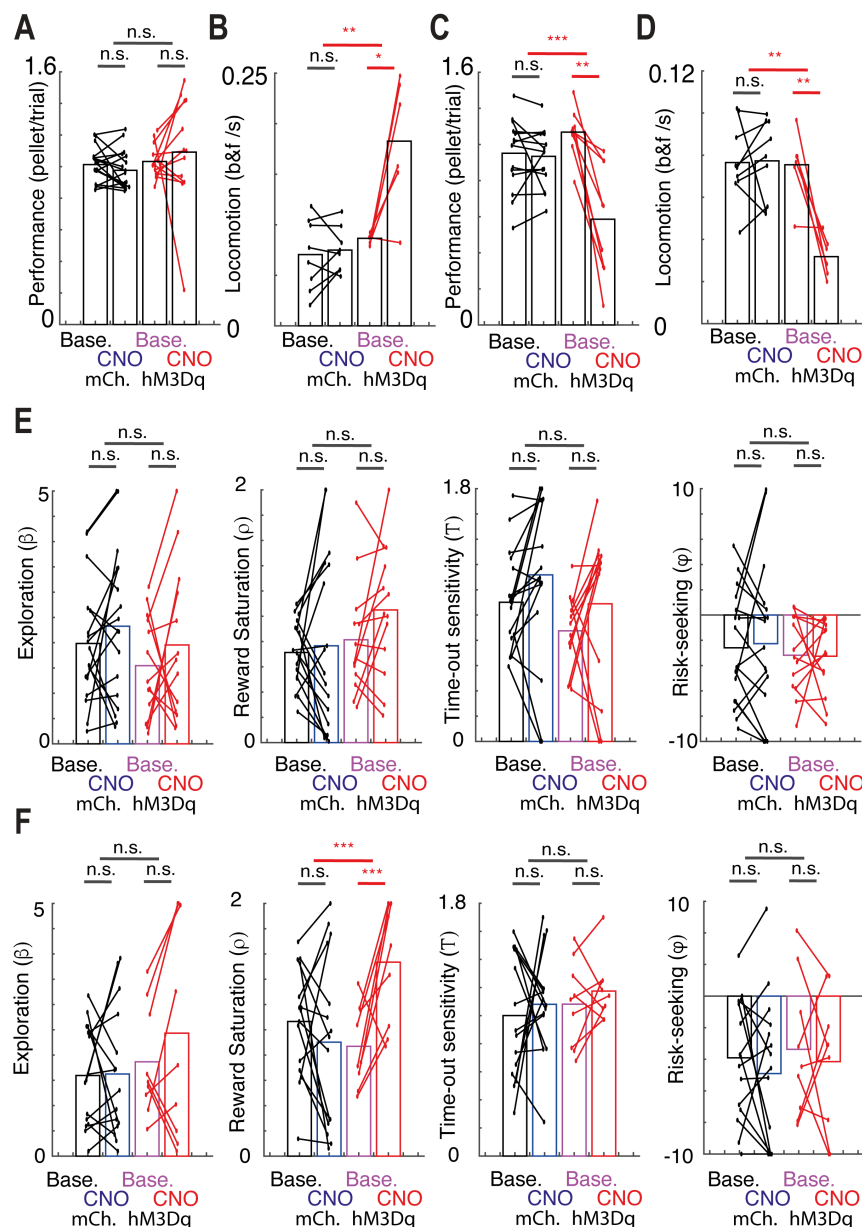 A
n.s.
n.s.
n.s.
1.6
Performance (pellet/trial)
0
Base.
Base.
CNO
CNO
mCh.
hM3Dq
B
**
n.s.
*
0.25
Locomotion (b&f /s)
0
Base.
Base.
CNO
CNO
mCh.
hM3Dq
C
***
n.s.
**
1.6
Performance (pellet/trial)
0
Base.
Base.
CNO
CNO
mCh.
hM3Dq
D
**
n.s.
**
0.12
Locomotion (b&f /s)
0
Base.
Base.
CNO
CNO
mCh.
hM3Dq
E
n.s.
n.s.
n.s.
5
Exploration (β)
0
Base.
Base.
CNO
CNO
mCh.
hM3Dq
n.s.
n.s.
n.s.
2
Reward Saturation (ρ)
0
Base.
Base.
CNO
CNO
mCh.
hM3Dq
n.s.
n.s.
n.s.
1.8
Time-out sensitivity (T)
0
Base.
Base.
CNO
CNO
mCh.
hM3Dq
n.s.
n.s.
n.s.
10
Risk-seeking (φ)
-10
Base.
Base.
CNO
CNO
mCh.
hM3Dq
F
n.s.
n.s.
n.s.
5
Exploration (β)
0
Base.
Base.
CNO
CNO
mCh.
hM3Dq
***
n.s.
***
2
Reward Saturation (ρ)
0
Base.
Base.
CNO
CNO
mCh.
hM3Dq
n.s.
n.s.
n.s.
1.8
Time-out sensitivity (T)
0
Base.
Base.
CNO
CNO
mCh.
hM3Dq
n.s.
n.s.
n.s.
10
Risk-seeking (φ)
-10
Base.
Base.
CNO
CNO
mCh.
hM3Dq